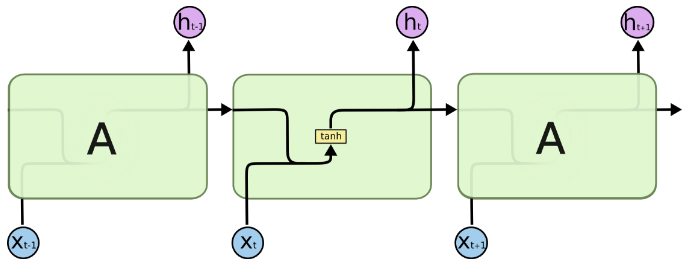 h t-1
h t
h t+1
A
tanh
A
x t-1
x t
x t+1